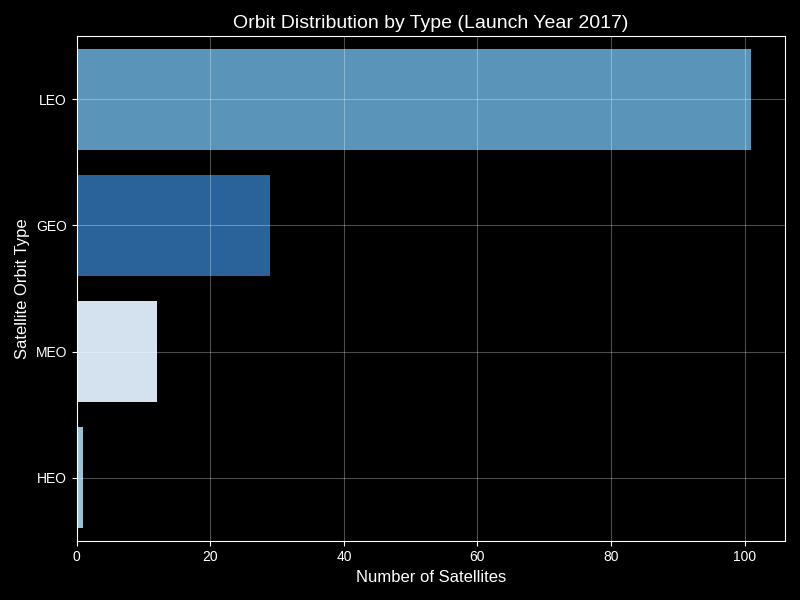 Orbit Distribution by Type (Launch Year 2017)
Satellite Orbit Type
LEO
GEO
MEO
HEO
0 20 40 60 80 100
Number of Satellites